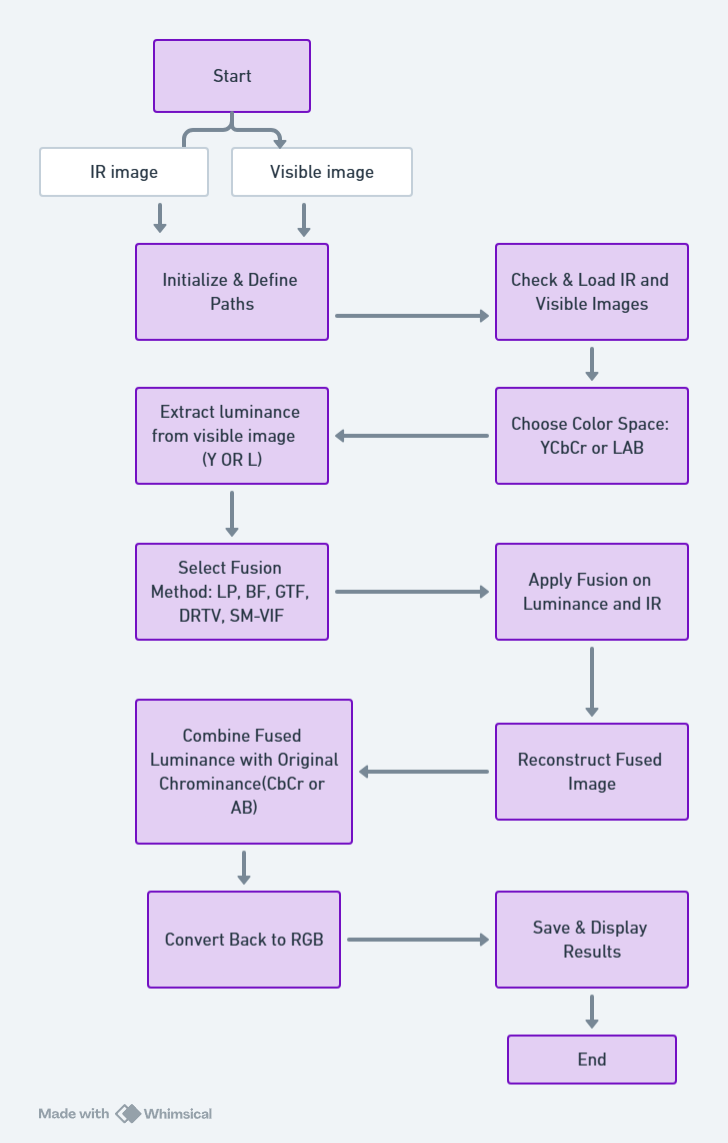 Start
IR image
Visible image
Initialize & Define
Paths
Check & Load IR and
Visible Images
Choose Color Space:
YCbCr or LAB
Extract luminance
from visible image
(Y OR L)
Select Fusion
Method: LP, BF, GTF,
DRTV, SM-VIF
Apply Fusion on
Luminance and IR
Reconstruct Fused
Image
Combine Fused
Luminance with Original
Chrominance(CbCr or
AB)
Convert Back to RGB
Save & Display
Results
End
Made with Whimsical